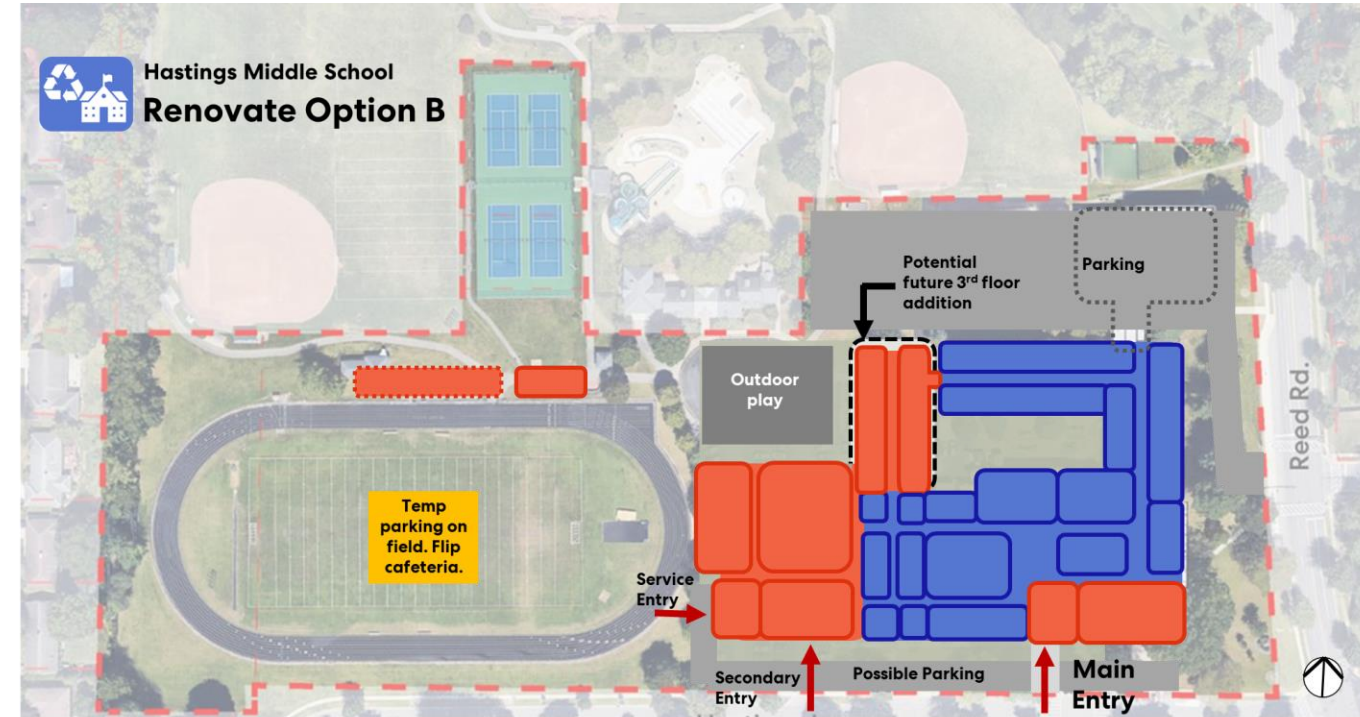 Hastings Middle School
Renovate Option B
Potential
future 3rd floor
addition
Parking
Outdoor
play
Reed Rd.
Temp
parking on
field. Flip
cafeteria.
Service
Entry
Secondary
Entry
Possible Parking
Main
Entry